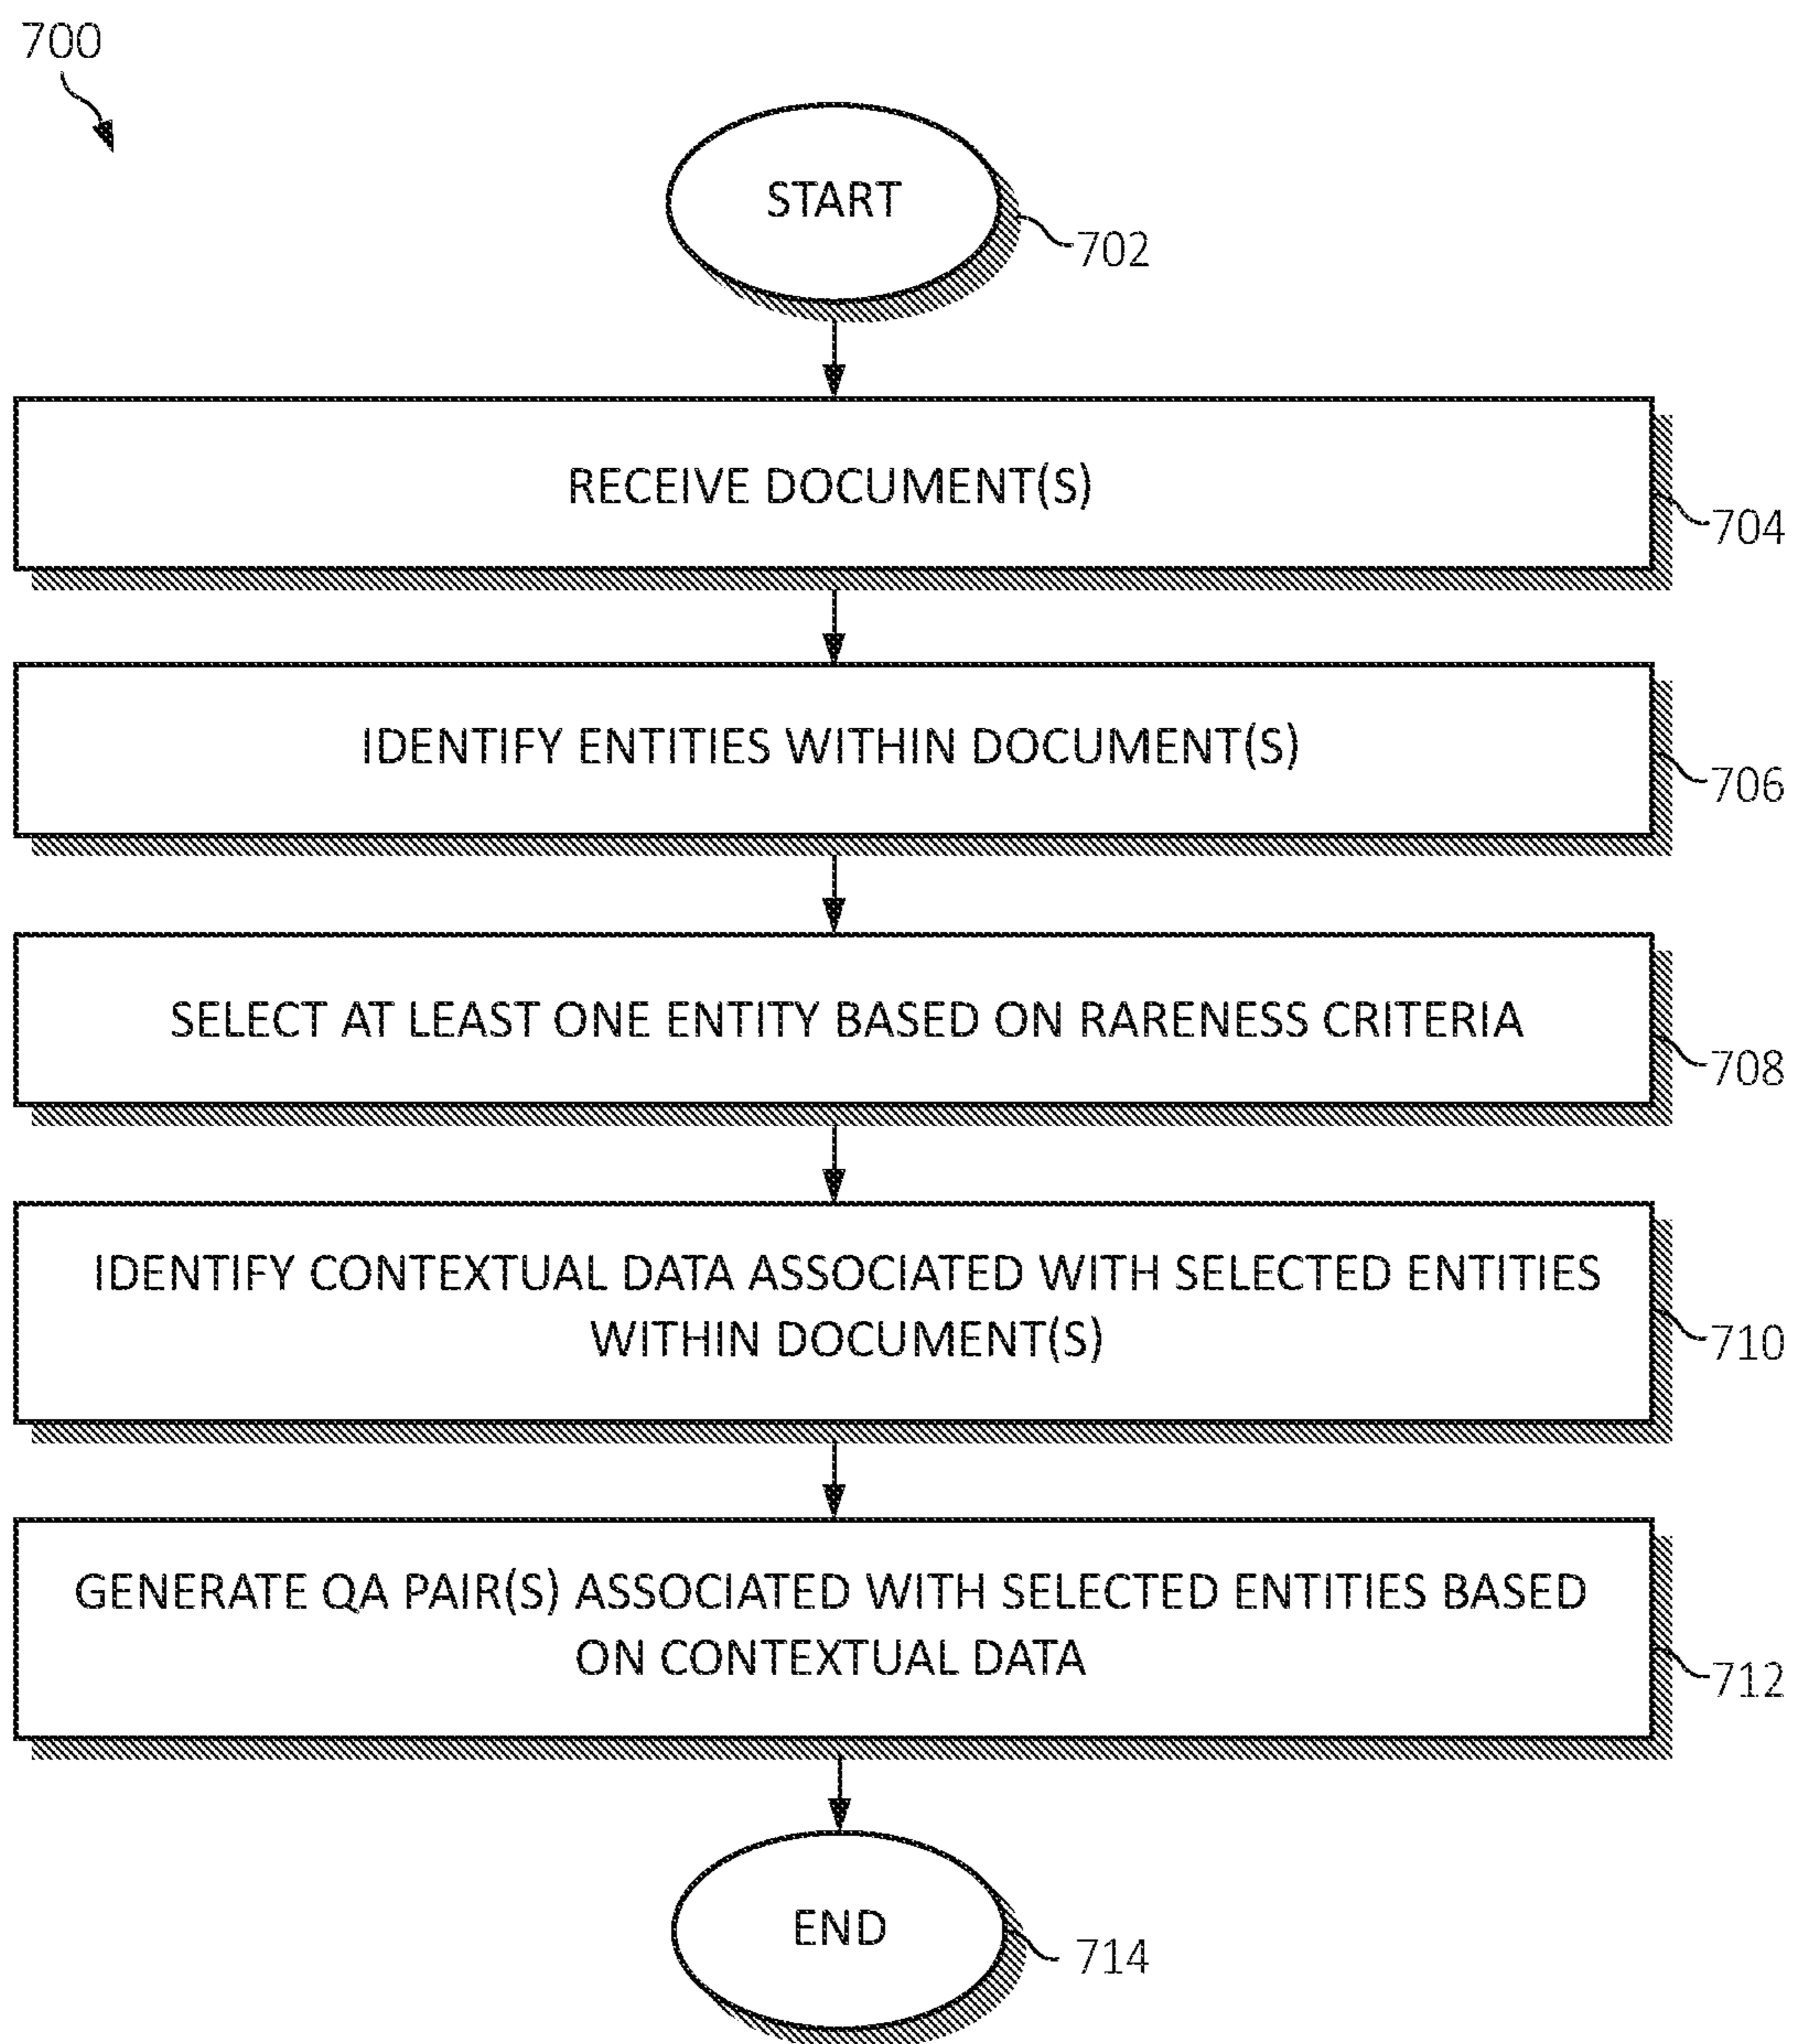 700
START
702
RECEIVE DOCUMENT(S)
704
IDENTIFY ENTITIES WITHIN DOCUMENT(S)
706
SELECT AT LEAST ONE ENTITY BASED ON RARENESS CRITERIA
708
IDENTIFY CONTEXTUAL DATA ASSOCIATED WITH SELECTED ENTITIES
WITHIN DOCUMENT(S)
710
GENERATE QA PAIR(S) ASSOCIATED WITH SELECTED ENTITIES BASED
ON CONTEXTUAL DATA
712
END
714